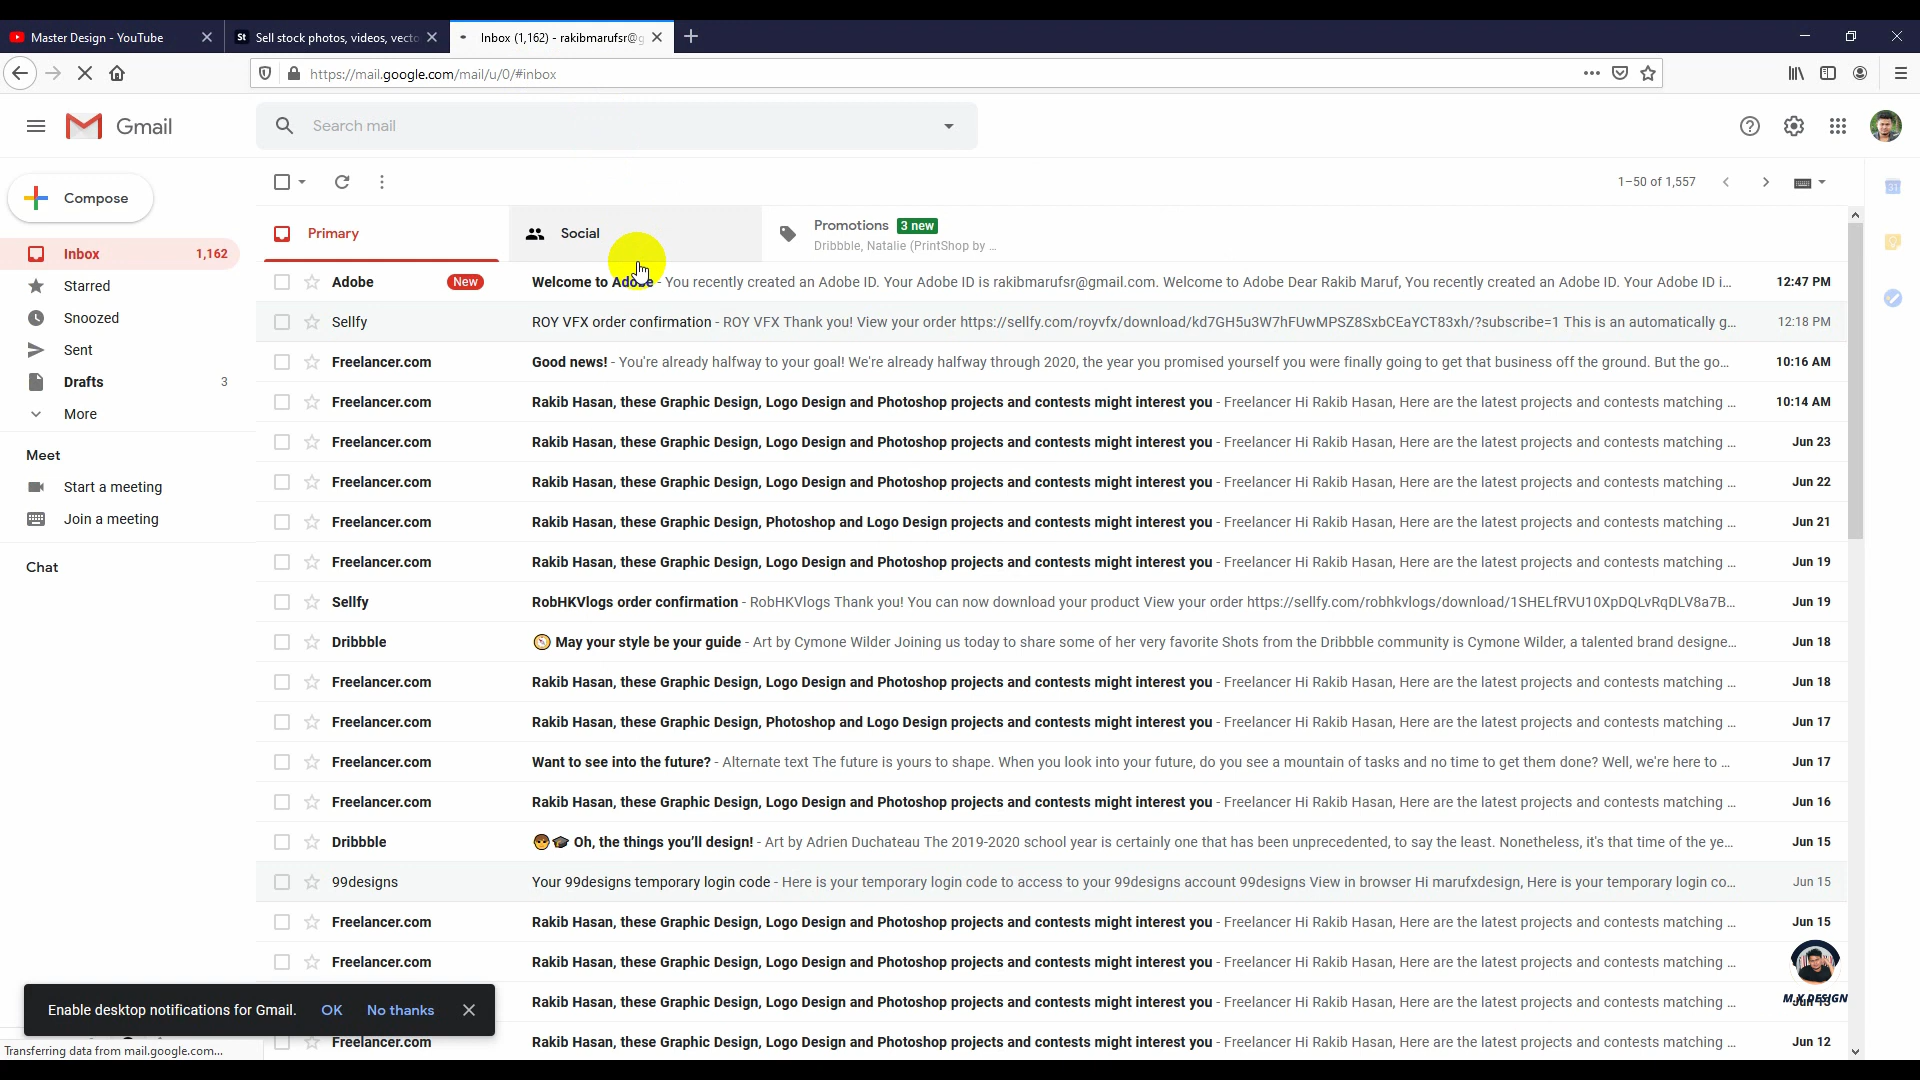 Master Design - YouTube
St Sell stock photos, videos, vecto
Inbox (1,162) - rakibmarufsr@g
https://mail.google.com/mail/u/0/#inbox
Gmail
Search mail
Compose
1–50 of 1,557
Inbox 1,162
Starred
Snoozed
Sent
Drafts 3
More
Meet
Start a meeting
Join a meeting
Chat
Primary
Social
Promotions 3 new
Dribbble, Natalie (PrintShop by ...
31
Adobe New Welcome to Adobe - You recently created an Adobe ID. Your Adobe ID is rakibmarufsr@gmail.com. Welcome to Adobe Dear Rakib Maruf, You recently created an Adobe ID. Your Adobe ID i... 12:47 PM
Sellfy ROY VFX order confirmation - ROY VFX Thank you! View your order https://sellfy.com/royvfx/download/kd7GH5u3W7hFUwMPSZ8SxbCEaYCT83xh/?subscribe=1 This is an automatically g... 12:18 PM
Freelancer.com Good news! - You're already halfway to your goal! We're already halfway through 2020, the year you promised yourself you were finally going to get that business off the ground. But the go... 10:16 AM
Freelancer.com Rakib Hasan, these Graphic Design, Logo Design and Photoshop projects and contests might interest you - Freelancer Hi Rakib Hasan, Here are the latest projects and contests matching ... 10:14 AM
Freelancer.com Rakib Hasan, these Graphic Design, Logo Design and Photoshop projects and contests might interest you - Freelancer Hi Rakib Hasan, Here are the latest projects and contests matching ... Jun 23
Freelancer.com Rakib Hasan, these Graphic Design, Logo Design and Photoshop projects and contests might interest you - Freelancer Hi Rakib Hasan, Here are the latest projects and contests matching ... Jun 22
Freelancer.com Rakib Hasan, these Graphic Design, Photoshop and Logo Design projects and contests might interest you - Freelancer Hi Rakib Hasan, Here are the latest projects and contests matching ... Jun 21
Freelancer.com Rakib Hasan, these Graphic Design, Logo Design and Photoshop projects and contests might interest you - Freelancer Hi Rakib Hasan, Here are the latest projects and contests matching ... Jun 19
Sellfy RobHKVlogs order confirmation - RobHKVlogs Thank you! You can now download your product View your order https://sellfy.com/robhkvlogs/download/1SHELfRVU10XpDQLvRqDLV8a7B... Jun 19
Dribbble 🧭 May your style be your guide - Art by Cymone Wilder Joining us today to share some of her very favorite Shots from the Dribbble community is Cymone Wilder, a talented brand designe... Jun 18
Freelancer.com Rakib Hasan, these Graphic Design, Logo Design and Photoshop projects and contests might interest you - Freelancer Hi Rakib Hasan, Here are the latest projects and contests matching ... Jun 18
Freelancer.com Rakib Hasan, these Graphic Design, Photoshop and Logo Design projects and contests might interest you - Freelancer Hi Rakib Hasan, Here are the latest projects and contests matching ... Jun 17
Freelancer.com Want to see into the future? - Alternate text The future is yours to shape. When you look into your future, do you see a mountain of tasks and no time to get them done? Well, we're here to ... Jun 17
Freelancer.com Rakib Hasan, these Graphic Design, Logo Design and Photoshop projects and contests might interest you - Freelancer Hi Rakib Hasan, Here are the latest projects and contests matching ... Jun 16
Dribbble 🧑🎓 Oh, the things you'll design! - Art by Adrien Duchateau The 2019-2020 school year is certainly one that has been unprecedented, to say the least. Nonetheless, it's that time of the ye... Jun 15
99designs Your 99designs temporary login code - Here is your temporary login code to access to your 99designs account 99designs View in browser Hi marufxdesign, Here is your temporary login co... Jun 15
Freelancer.com Rakib Hasan, these Graphic Design, Logo Design and Photoshop projects and contests might interest you - Freelancer Hi Rakib Hasan, Here are the latest projects and contests matching ... Jun 15
Freelancer.com Rakib Hasan, these Graphic Design, Logo Design and Photoshop projects and contests might interest you - Freelancer Hi Rakib Hasan, Here are the latest projects and contests matching ...
Rakib Hasan, these Graphic Design, Logo Design and Photoshop projects and contests might interest you - Freelancer Hi Rakib Hasan, Here are the latest projects and contests matching ... Jun 13
M.X DESIGN
Freelancer.com Rakib Hasan, these Graphic Design, Logo Design and Photoshop projects and contests might interest you - Freelancer Hi Rakib Hasan, Here are the latest projects and contests matching ... Jun 12
Enable desktop notifications for Gmail. OK No thanks
Transferring data from mail.google.com...